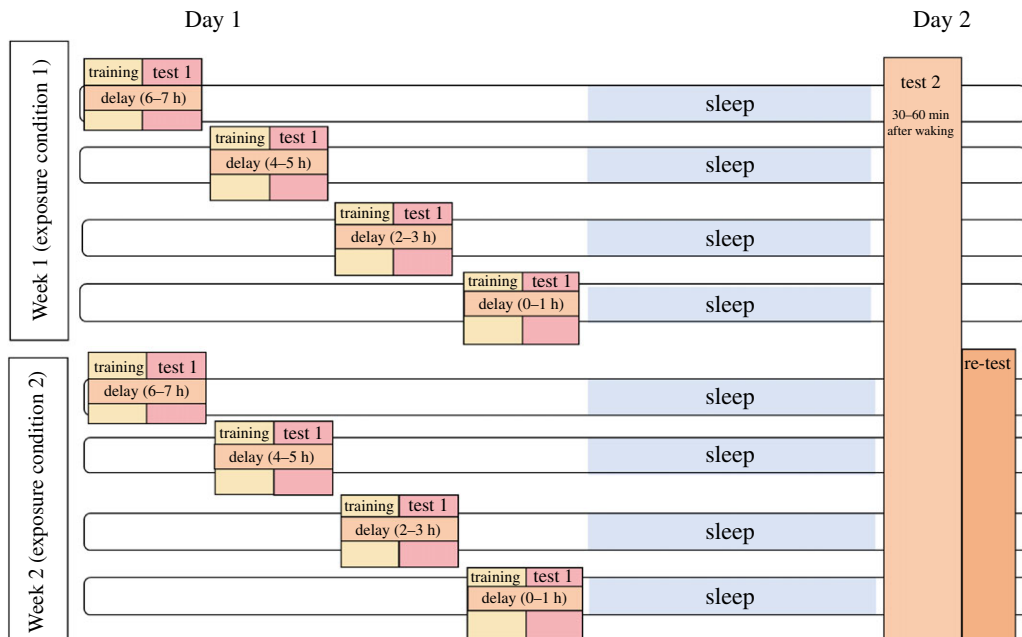 Day 1
Day 2
Week 1 (exposure condition 1)
training test 1
delay (6–7 h)
sleep
test 2
30–60 min
after waking
training test 1
delay (4–5 h)
sleep
training test 1
delay (2–3 h)
sleep
training test 1
delay (0–1 h)
sleep
Week 2 (exposure condition 2)
training test 1
delay (6–7 h)
sleep
re-test
training test 1
delay (4–5 h)
sleep
training test 1
delay (2–3 h)
sleep
training test 1
delay (0–1 h)
sleep